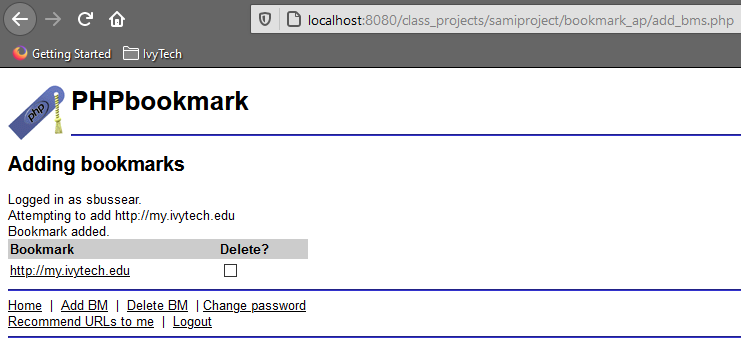 localhost:8080/class_projects/samiproject/bookmark_ap/add_bms.php
Getting Started IvyTech
php PHPbookmark
Adding bookmarks
Logged in as sbussear.
Attempting to add http://my.ivytech.edu
Bookmark added.
Bookmark Delete?
http://my.ivytech.edu
Home | Add BM | Delete BM | Change password
Recommend URLs to me | Logout